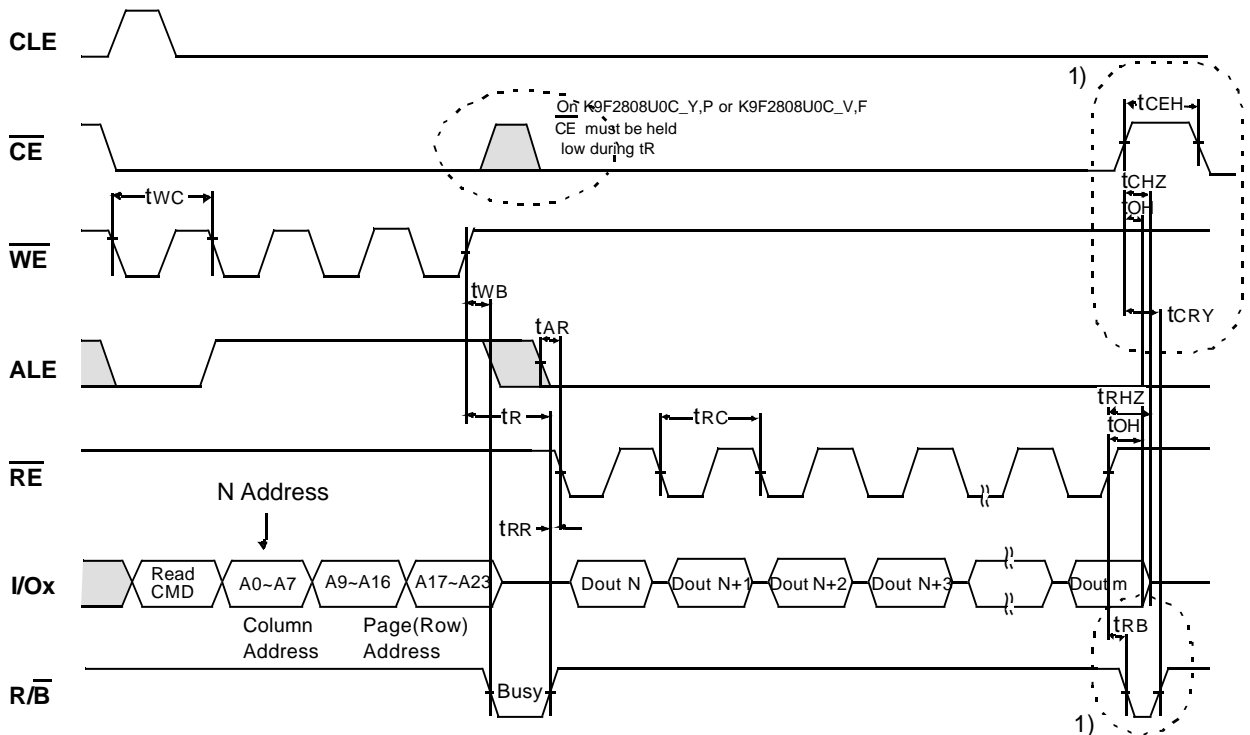 CLE
1)
tCEH
On K9F2808U0C_Y,P or K9F2808U0C_V,F
CE must be held
low during tR
CE
tCHZ
tOH
tWC
WE
tWB
tCRY
tAR
ALE
tRHZ
tR
tRC
tOH
RE
N Address
tRR
I/Ox
Read
CMD
A0~A7
A9~A16
A17~A23
Dout N
Dout N+1
Dout N+2
Dout N+3
Dout m
Column
Address
Page(Row)
Address
tRB
R/B
Busy
1)